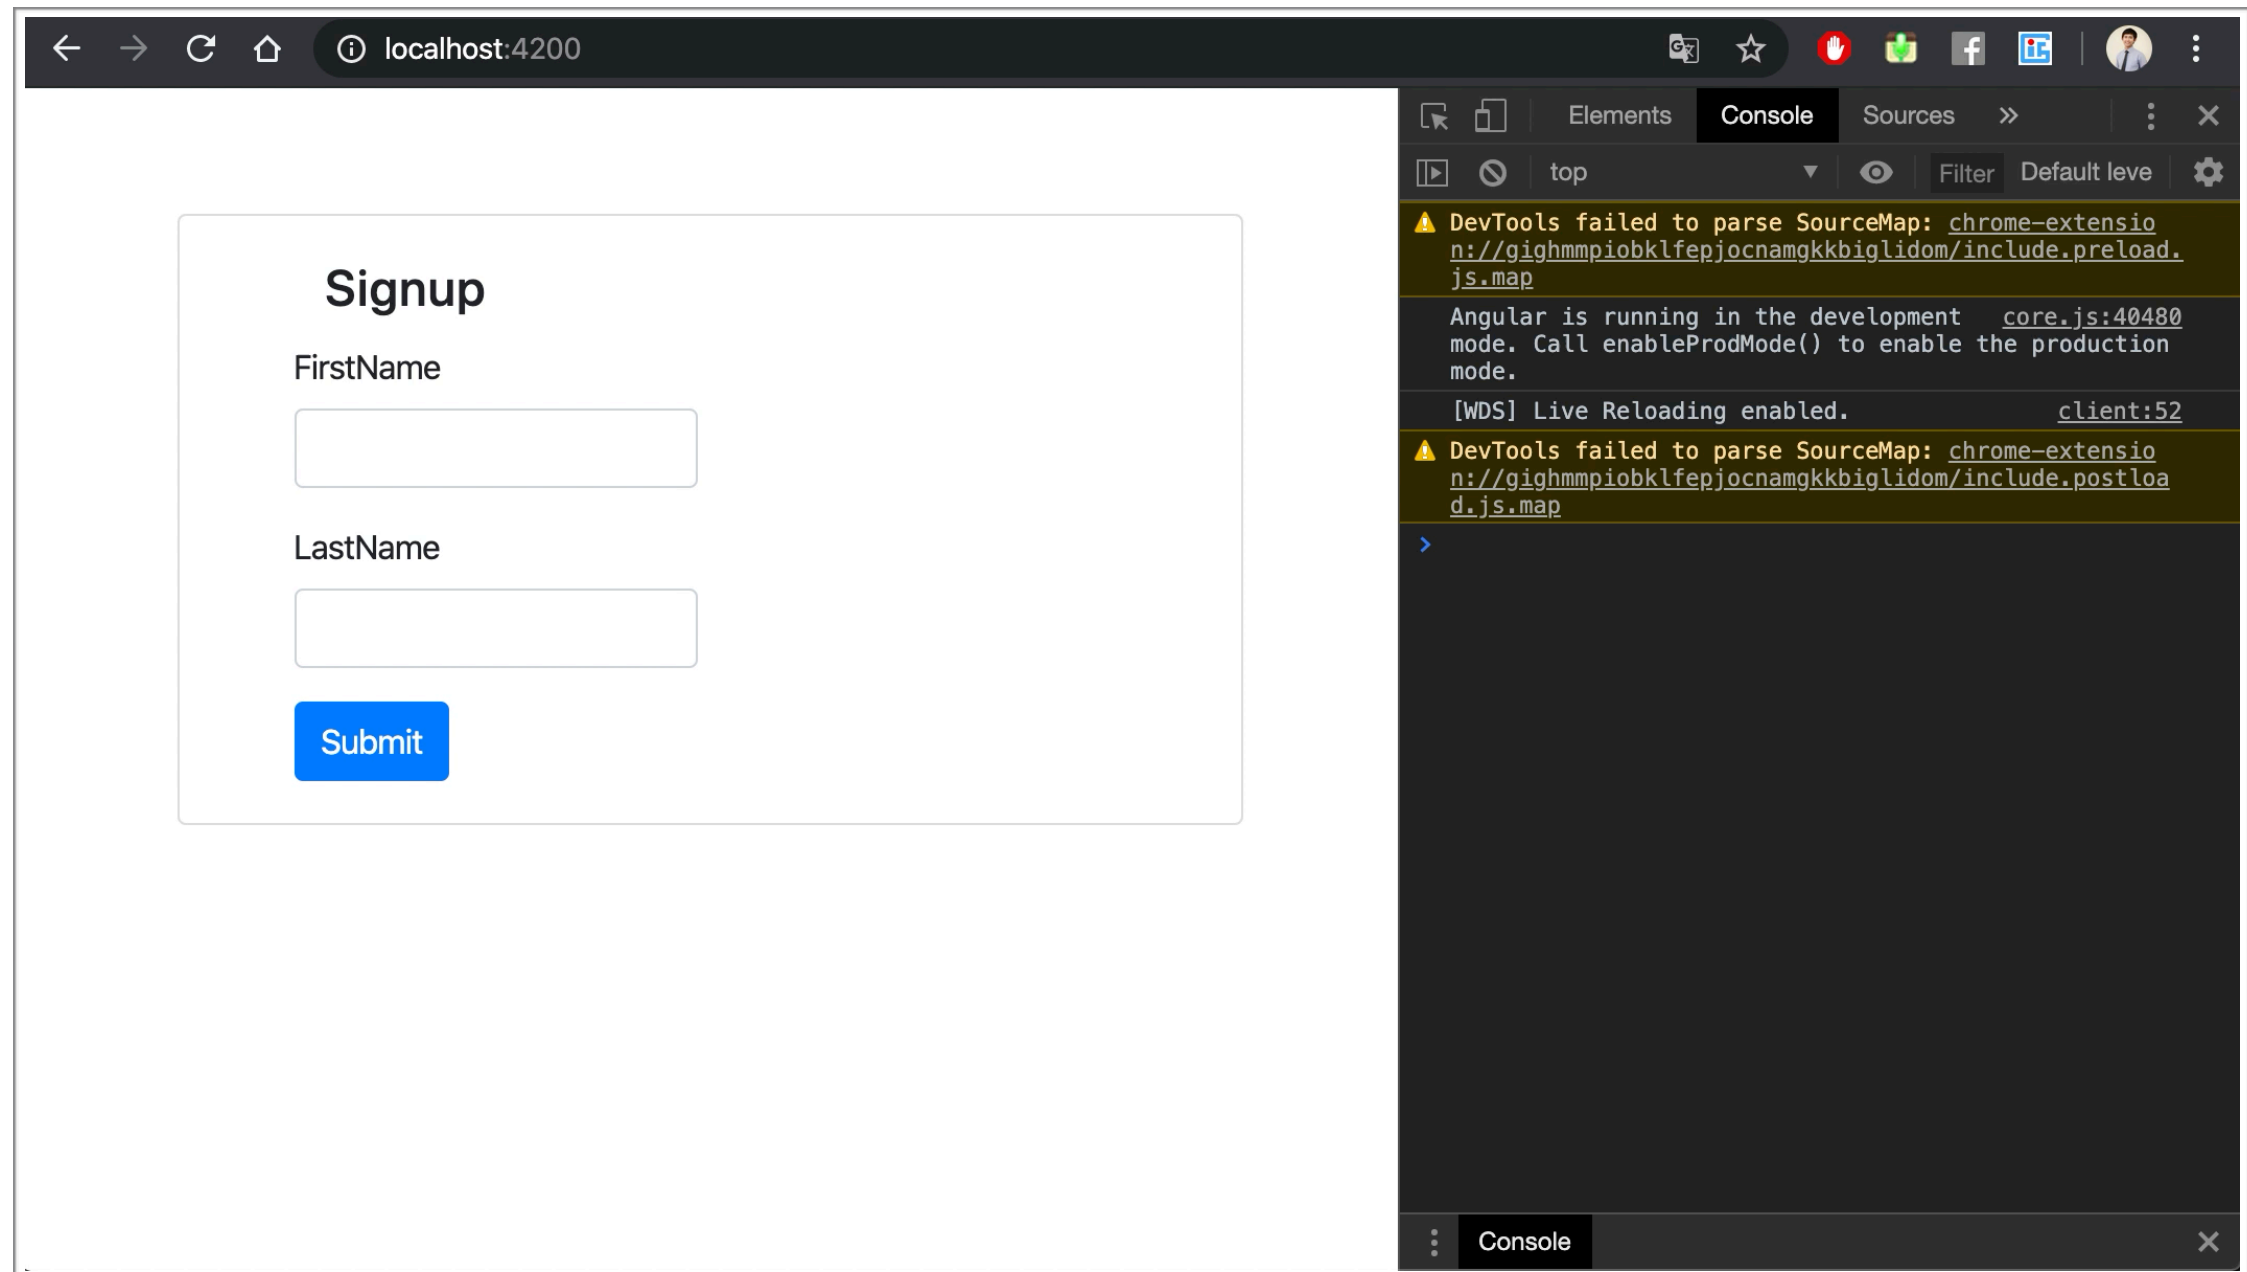 localhost:4200
Signup
FirstName
LastName
Submit
Elements Console Sources
top Filter Default leve
DevTools failed to parse SourceMap: chrome-extensio
n://gighmmpiobklfepjocnamgkkbiglidom/include.preload.
js.map
Angular is running in the development core.js:40480
mode. Call enableProdMode() to enable the production
mode.
[WDS] Live Reloading enabled. client:52
DevTools failed to parse SourceMap: chrome-extensio
n://gighmmpiobklfepjocnamgkkbiglidom/include.postloa
d.js.map
Console